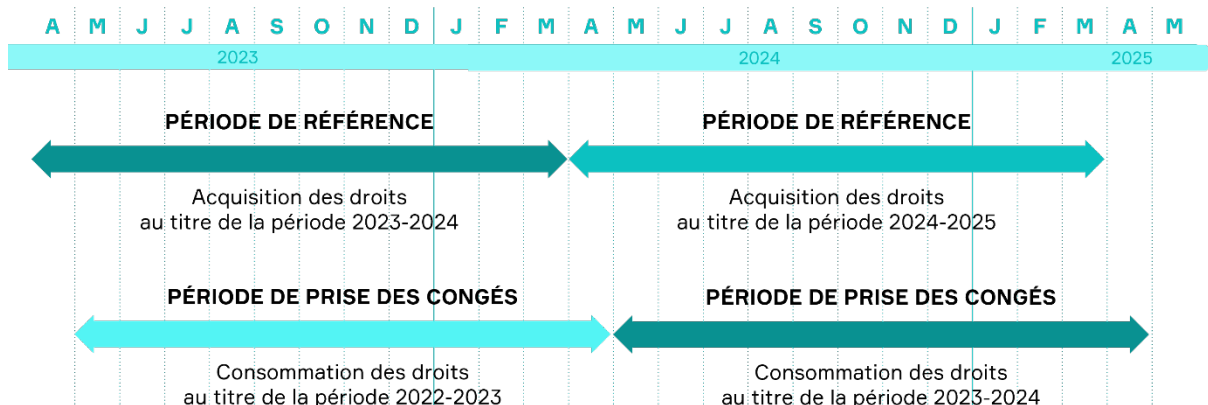 A M J J A S O N D J F M A M J J A S O N D J F M A M
2023 2024 2025
PÉRIODE DE RÉFÉRENCE PÉRIODE DE RÉFÉRENCE
Acquisition des droits Acquisition des droits
au titre de la période 2023-2024 au titre de la période 2024-2025
PÉRIODE DE PRISE DES CONGÉS PÉRIODE DE PRISE DES CONGÉS
Consommation des droits Consommation des droits
au titre de la période 2022-2023 au titre de la période 2023-2024